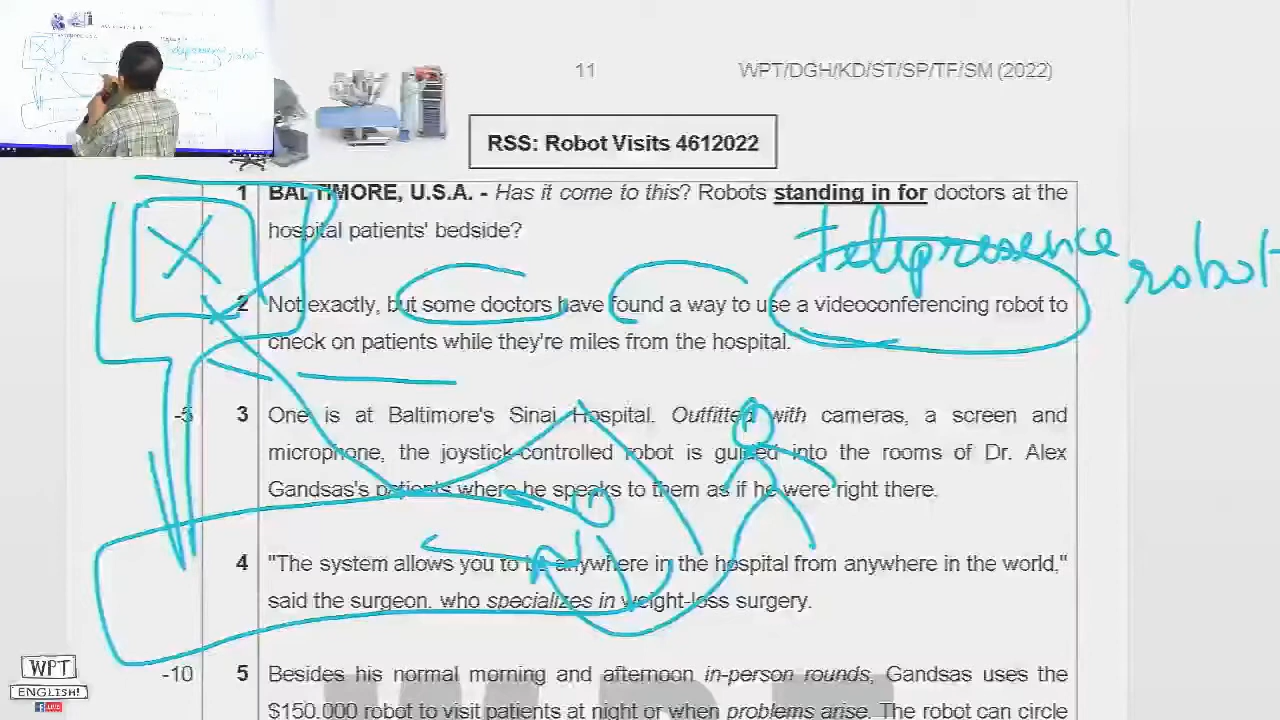 11
WPT/DGH/KD/ST/SP/TF/SM (2022)
RSS: Robot Visits 4612022
1 BALTIMORE, U.S.A. - Has it come to this? Robots standing in for doctors at the
hospital patients' bedside?
telepresence robot
2 Not exactly, but some doctors have found a way to use a videoconferencing robot to
check on patients while they're miles from the hospital.
-5 3 One is at Baltimore's Sinai Hospital. Outfitted with cameras, a screen and
microphone, the joystick-controlled robot is guided into the rooms of Dr. Alex
Gandsas's patients where he speaks to them as if he were right there.
4 "The system allows you to be anywhere in the hospital from anywhere in the world,"
said the surgeon. who specializes in weight-loss surgery.
-10 5 Besides his normal morning and afternoon in-person rounds, Gandsas uses the
$150.000 robot to visit patients at night or when problems arise. The robot can circle
WPT
ENGLISH!
LIVE